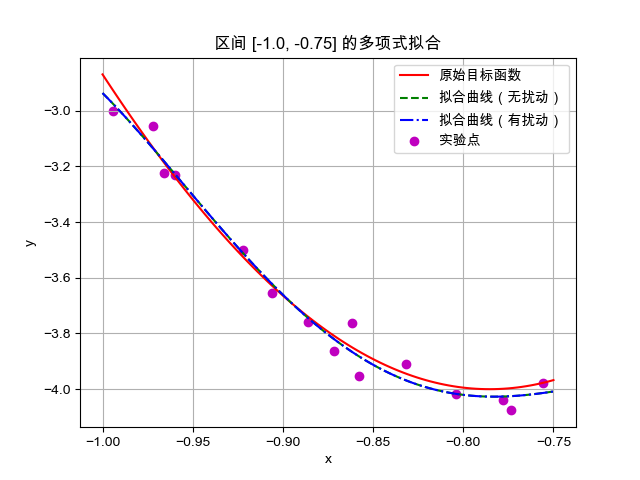 区间 [-1.0, -0.75] 的多项式拟合
原始目标函数
拟合曲线（无扰动）
拟合曲线（有扰动）
实验点
y
−3.0
−3.2
−3.4
−3.6
−3.8
−4.0
−1.00
−0.95
−0.90
−0.85
−0.80
−0.75
x